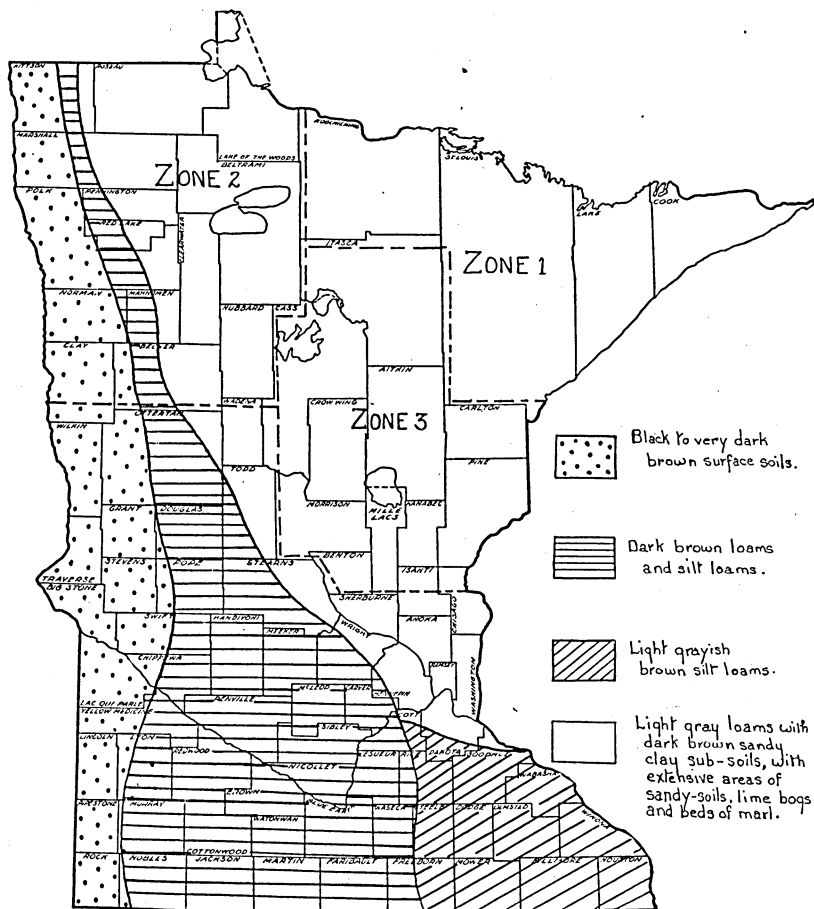 KITTSON
ROSEAU
MARSHALL
LAKE OF THE WOODS
BELTRAMI
KOOCHICHING
ST.LOUIS
LAKE
COOK
ZONE 2
POLK
PENNINGTON
RED LAKE
CLEARWATER
ITASCA
ZONE 1
NORMAN
MAHNOMEN
HUBBARD
CASS
CLAY
BECKER
AITKIN
WADENA
CROW WING
CARLTON
OTTERTAIL
ZONE 3
WILKIN
TODD
PINE
Black to very dark
brown surface soils.
GRANT
DOUGLAS
MORRISON
MILLE
LACS
KANABEC
STEVENS
POPE
STEARNS
BENTON
ISANTI
Dark brown loams
and silt loams.
TRAVERSE
BIG STONE
SHERBURNE
CHISAGO
SWIFT
KANDIYOHI
MEEKER
WRIGHT
ANOKA
WASHINGTON
CHIPPEWA
RAMSEY
Light grayish
brown silt loams.
LAC QUI PARLE
YELLOW MEDICINE
RENVILLE
MCLEOD
CARVER
HENNEPIN
SCOTT
SIBLEY
LINCOLN
LYON
REDWOOD
NICOLLET
LESUEUR
RICE
DAKOTA
GOODHUE
WABASHA
Light gray loams with
dark brown sandy
clay sub-soils, with
extensive areas of
sandy-soils, lime bogs
and beds of marl.
PIPESTONE
MURRAY
BROWN
BLUE EARTH
WASECA
STEELE
DODGE
OLMSTED
WINONA
WATONWAN
COTTONWOOD
ROCK
NOBLES
JACKSON
MARTIN
FARIBAULT
FREEBORN
MOWER
FILLMORE
HOUSTON